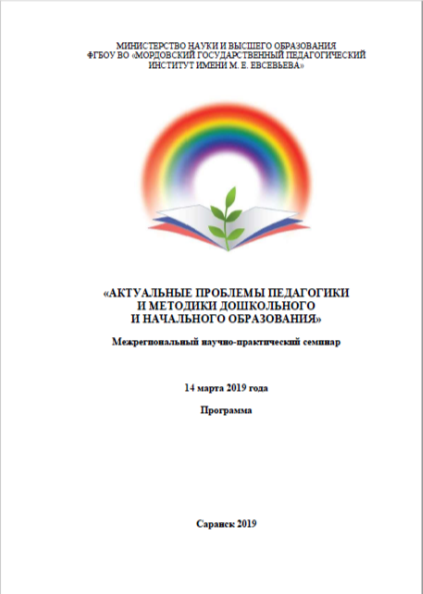 МИНИСТЕРСТВО НАУКИ И ВЫСШЕГО ОБРАЗОВАНИЯ
ФГБОУ ВО «МОРДОВСКИЙ ГОСУДАРСТВЕННЫЙ ПЕДАГОГИЧЕСКИЙ
ИНСТИТУТ ИМЕНИ М. Е. ЕВСЕВЬЕВА»
«АКТУАЛЬНЫЕ ПРОБЛЕМЫ ПЕДАГОГИКИ
И МЕТОДИКИ ДОШКОЛЬНОГО
И НАЧАЛЬНОГО ОБРАЗОВАНИЯ»
Межрегиональный научно-практический семинар
14 марта 2019 года
Программа
Саранск 2019